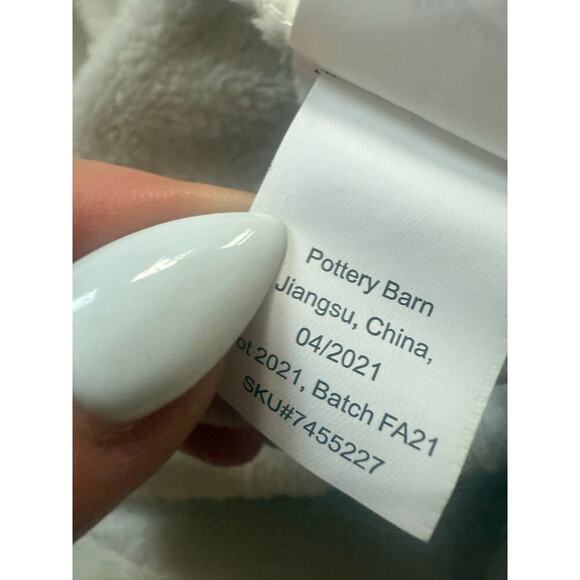 Pottery Barn
Jiangsu, China,
04/2021
ot 2021, Batch FA21
SKU#7455227